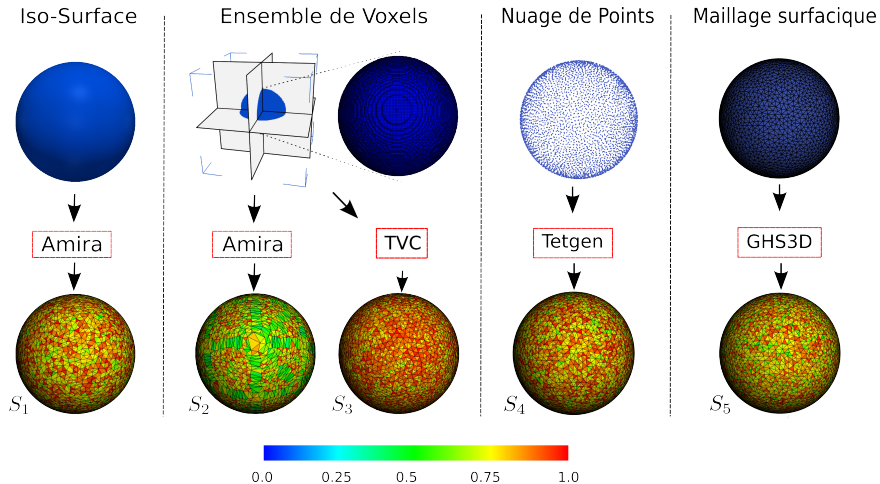 Iso-Surface
Ensemble de Voxels
Nuage de Points
Maillage surfacique
Amira
Amira
TVC
Tetgen
GHS3D
S1
S2
S3
S4
S5
0.0
0.25
0.5
0.75
1.0